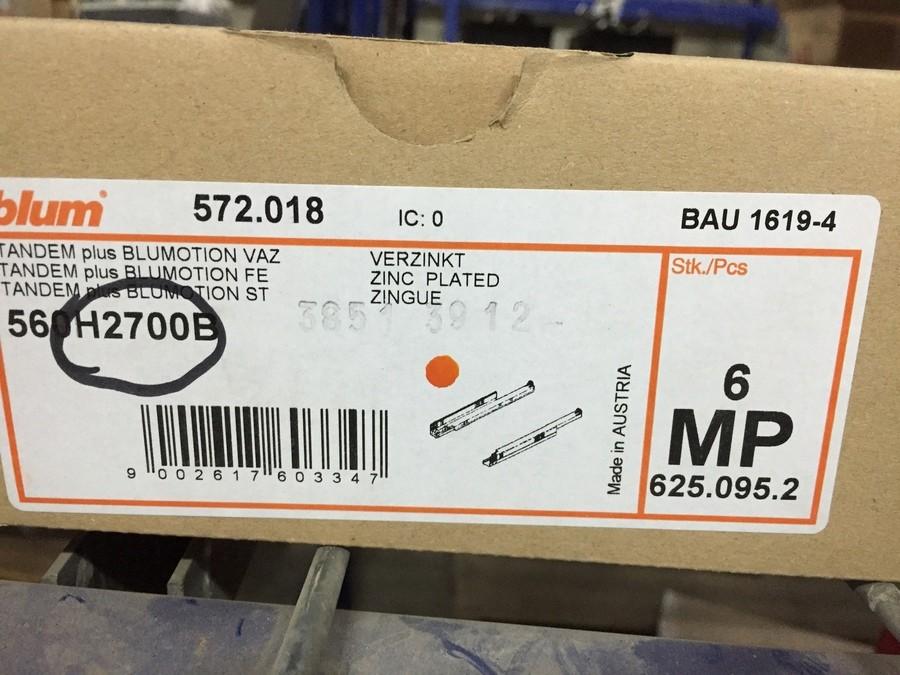 blum
572.018
IC: 0
BAU 1619-4
TANDEM plus BLUMOTION VAZ
TANDEM plus BLUMOTION FE
TANDEM plus BLUMOTION ST
VERZINKT
ZINC PLATED
ZINGUE
Stk./Pcs
560H2700B
3851 3912-
6
MP
625.095.2
Made in AUSTRIA
9 002617 603347